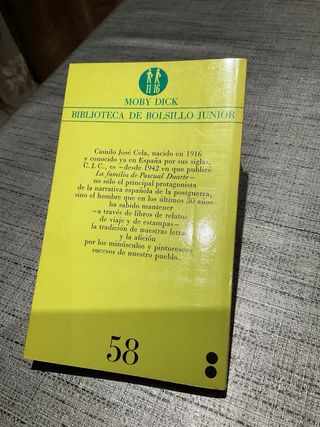 11 16
MOBY DICK
BIBLIOTECA DE BOLSILLO JUNIOR
Camilo José Cela, nacido en 1916
y conocido ya en España por sus siglas,
C. J. C., es –desde 1942 en que publicó
La familia de Pascual Duarte–
no sólo el principal protagonista
de la narrativa española de la postguerra,
sino el hombre que en los últimos 30 años
ha sabido mantener
–a través de libros de relatos,
de viaje y de estampas–
la tradición de nuestras letras
y la afición
por los minúsculos y pintorescos
sucesos de nuestro pueblo.
58